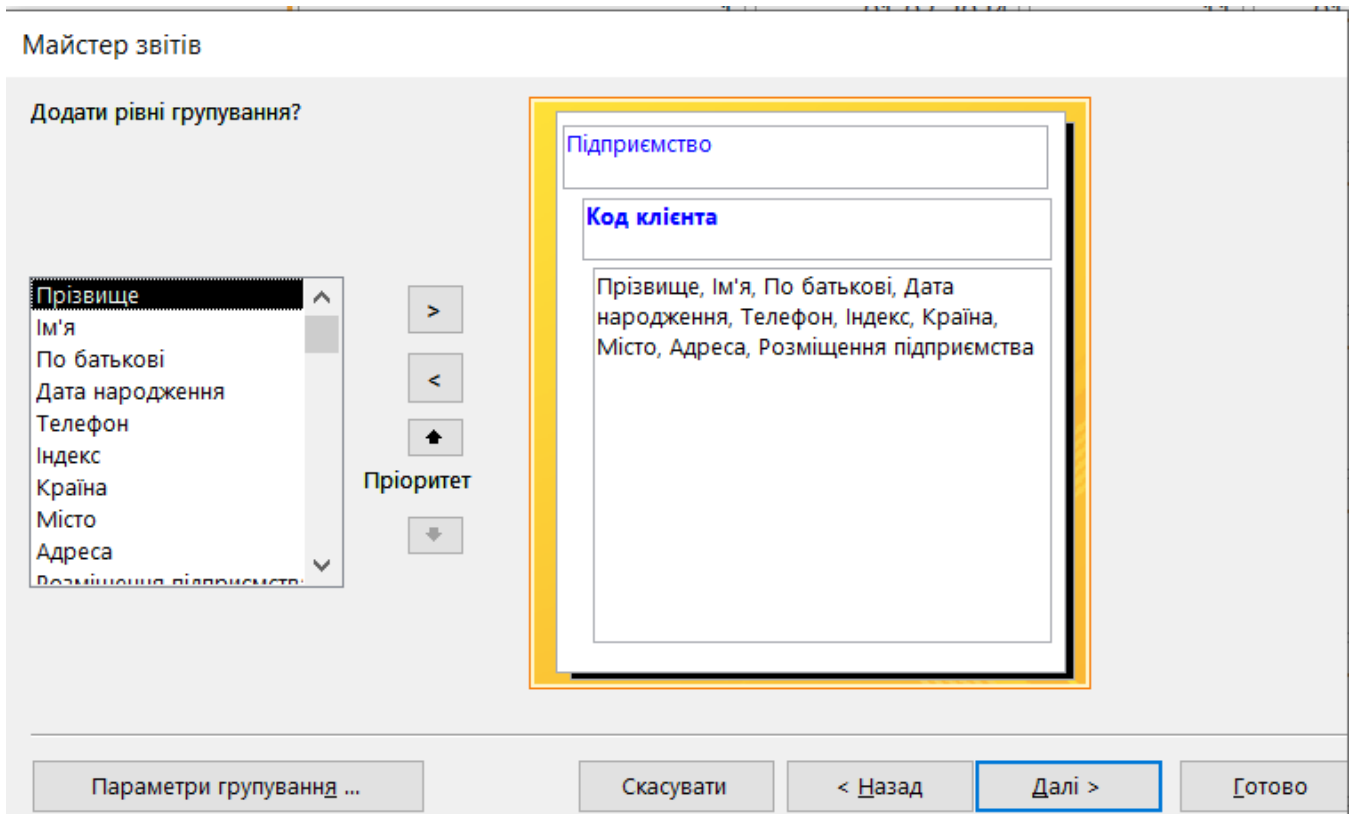 Майстер звітів
Додати рівні групування?
Підприємство
Код клієнта
Прізвище, Ім'я, По батькові, Дата
народження, Телефон, Індекс, Країна,
Місто, Адреса, Розміщення підприємства
Прізвище
Ім'я
По батькові
Дата народження
Телефон
Індекс
Країна
Місто
Адреса
Розміщення підприємств
>
<
Пріоритет
Параметри групування ...
Скасувати
< Назад
Далі >
Готово